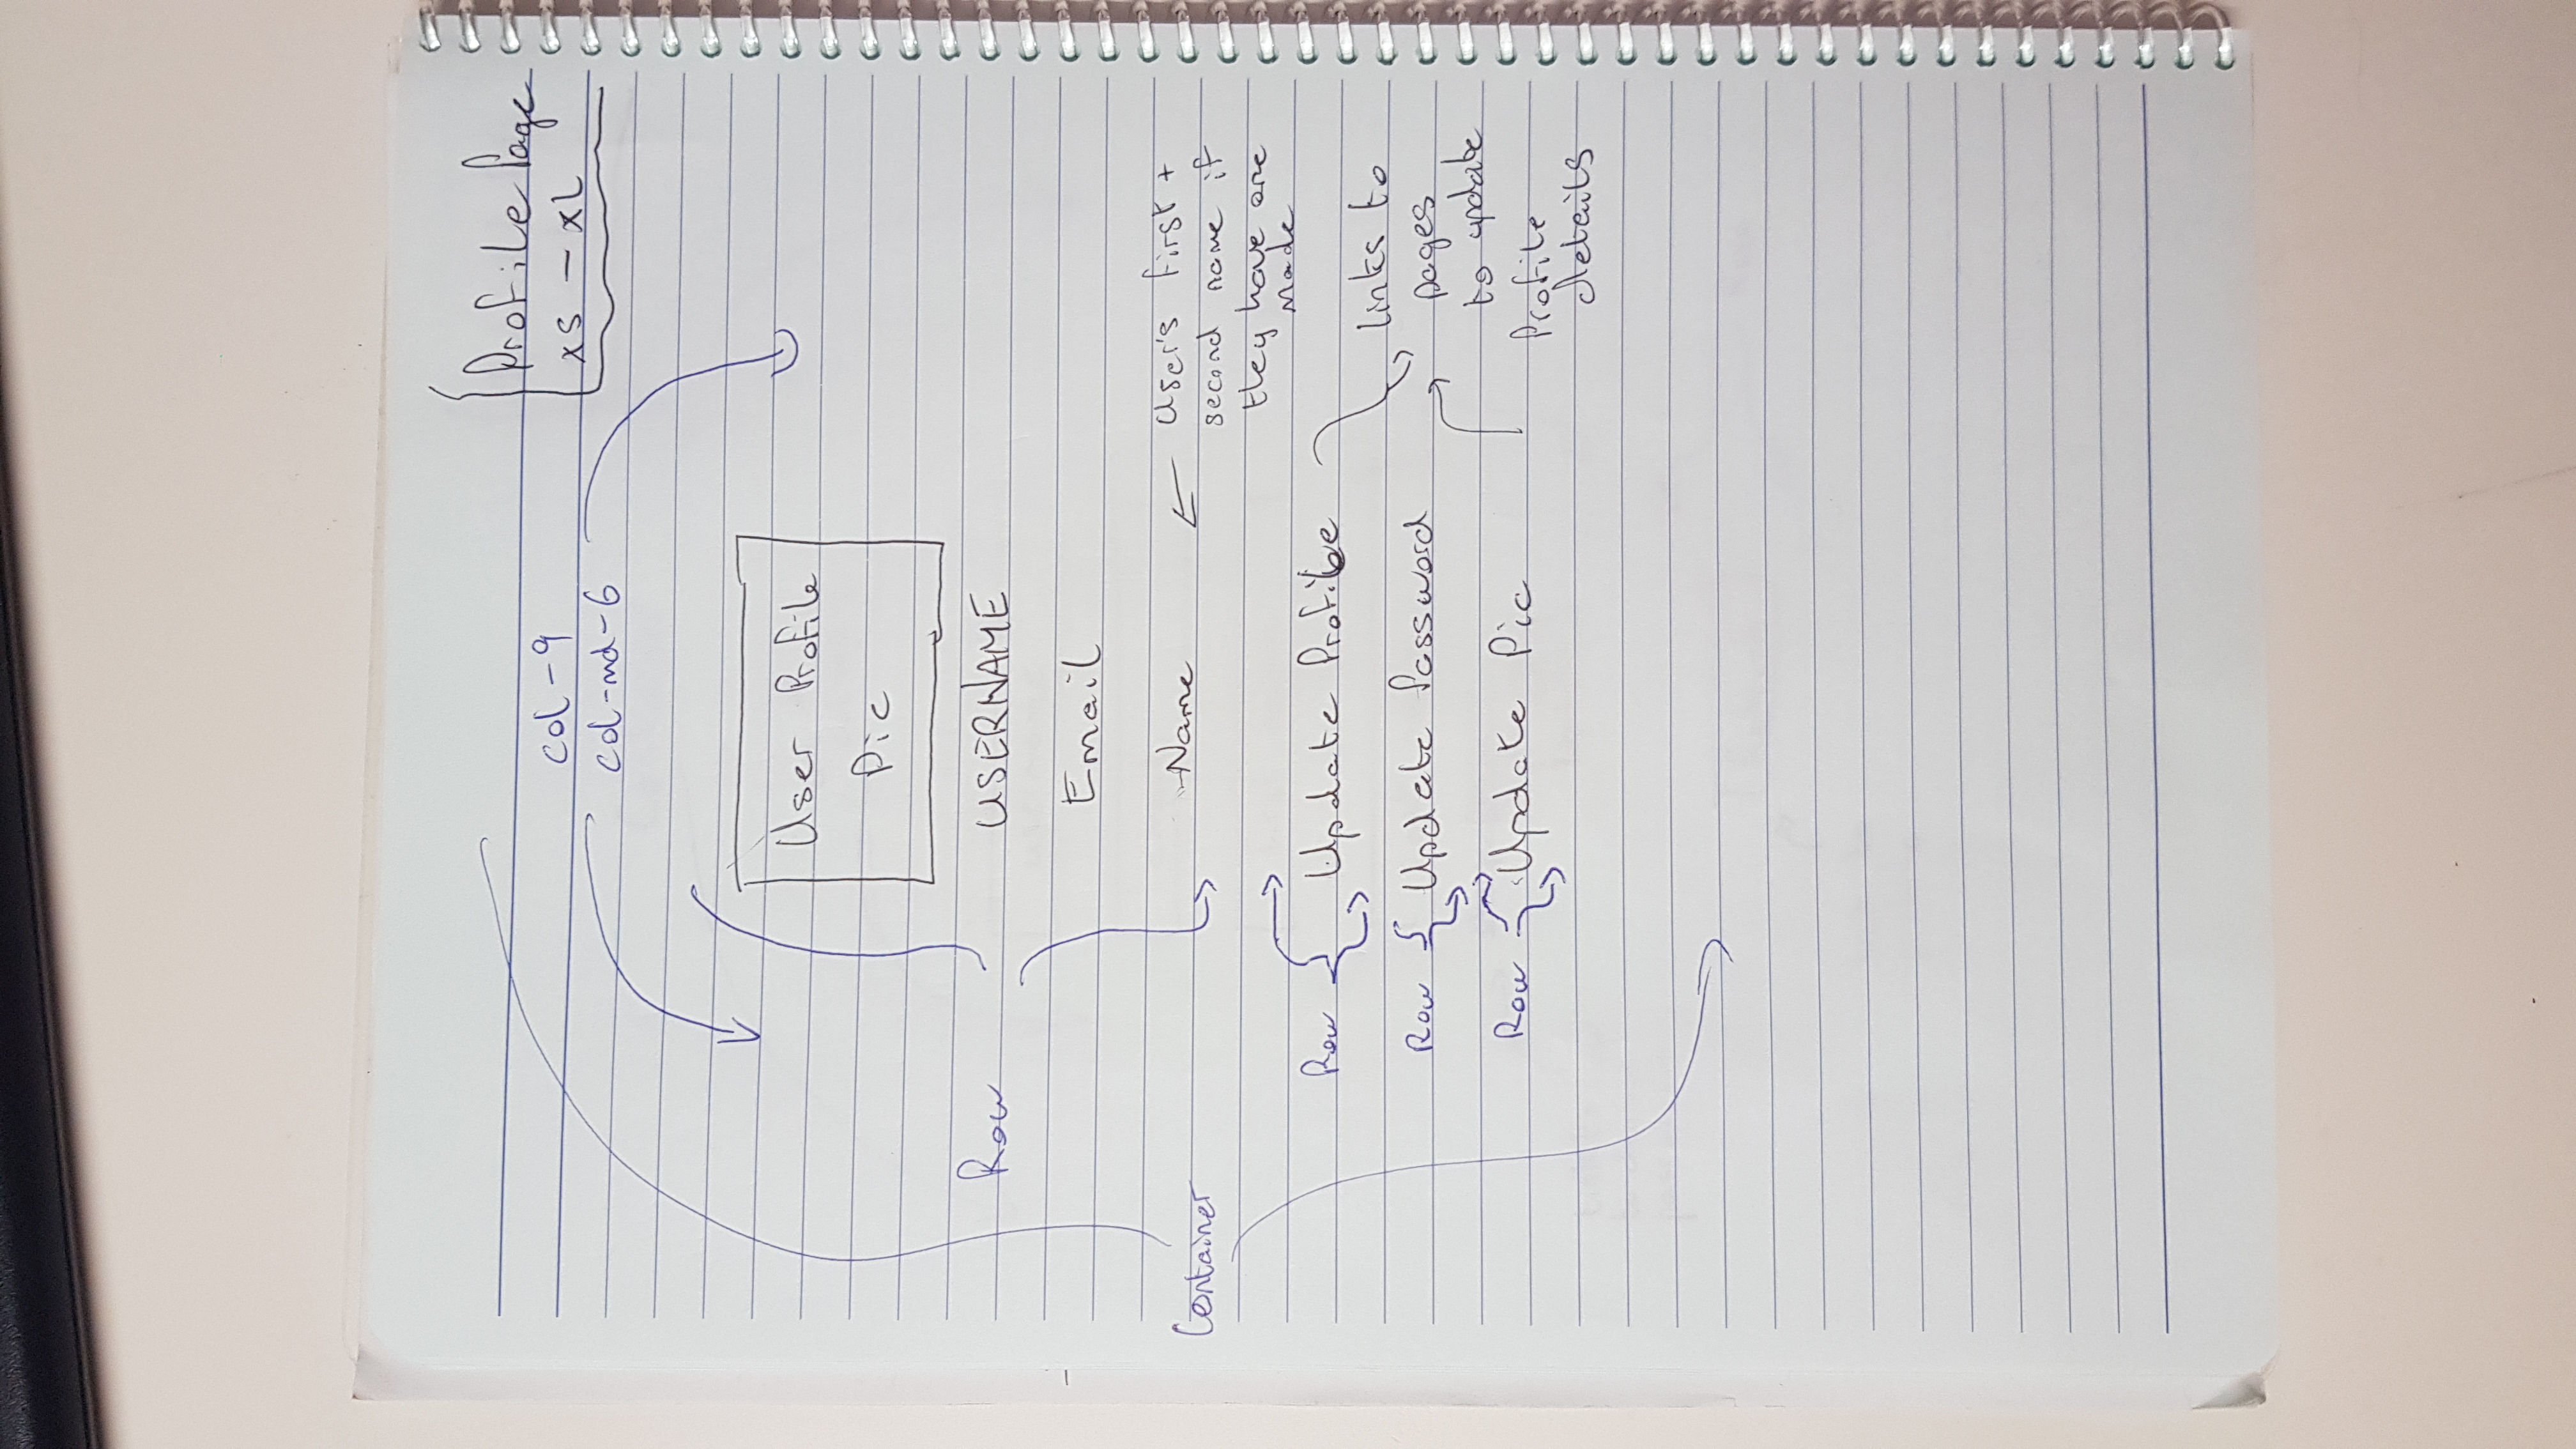 Profile Page
xs - xL
col-9
col-md-6
User Profile
Pic
Row
USERNAME
Email
Name
User's first +
second name if
they have one
made
Container
Row
Update Profile
Links to
pages
to update
Profile
details
Row
Update Password
Row
Update Pic